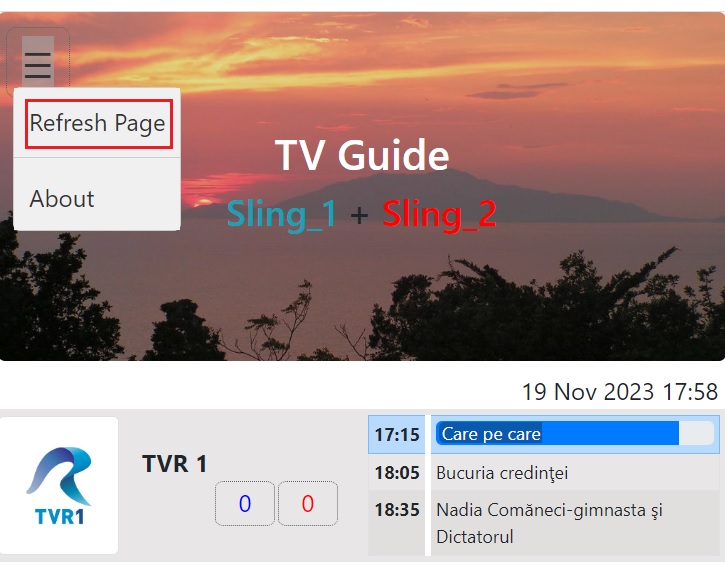 Refresh Page
About
TV Guide
Sling_1 + Sling_2
19 Nov 2023 17:58
TVR1
TVR 1
0 0
17:15 Care pe care
18:05 Bucuria credinţei
18:35 Nadia Comăneci-gimnasta şi
Dictatorul